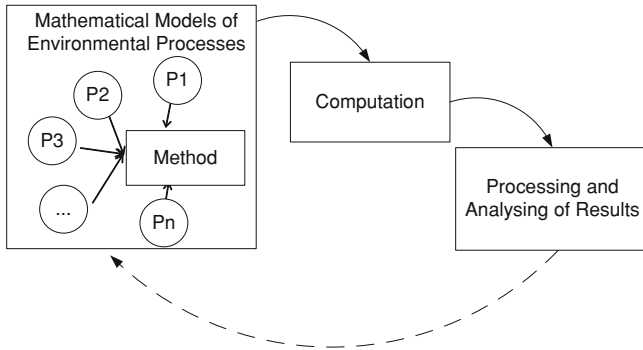 Mathematical Models of
Environmental Processes
P1
P2
P3
...
Pn
Method
Computation
Processing and
Analysing of Results